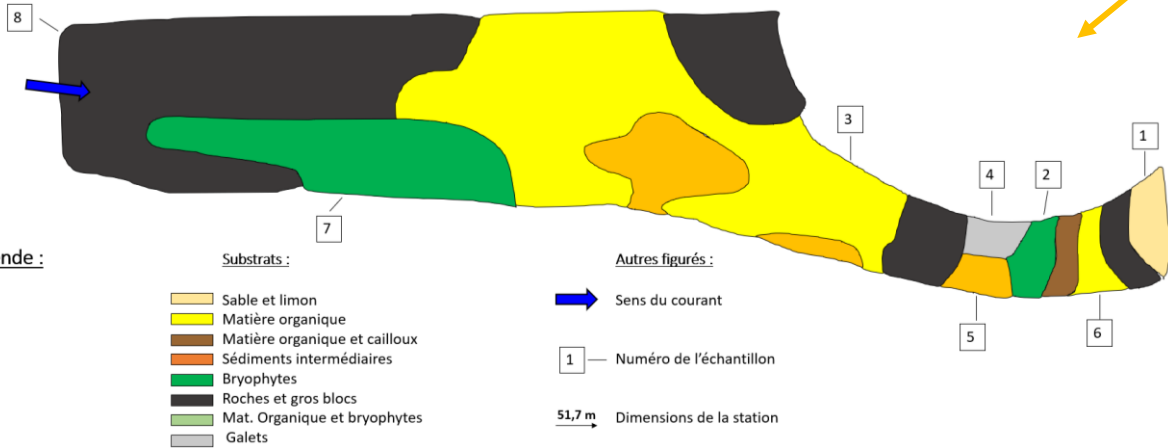 8
3
1
4
2
7
5
6
nde :
Substrats :
Autres figurés :
Sable et limon
Matière organique
Matière organique et cailloux
Sédiments intermédiaires
Bryophytes
Roches et gros blocs
Mat. Organique et bryophytes
Galets
Sens du courant
1 Numéro de l'échantillon
51,7 m Dimensions de la station